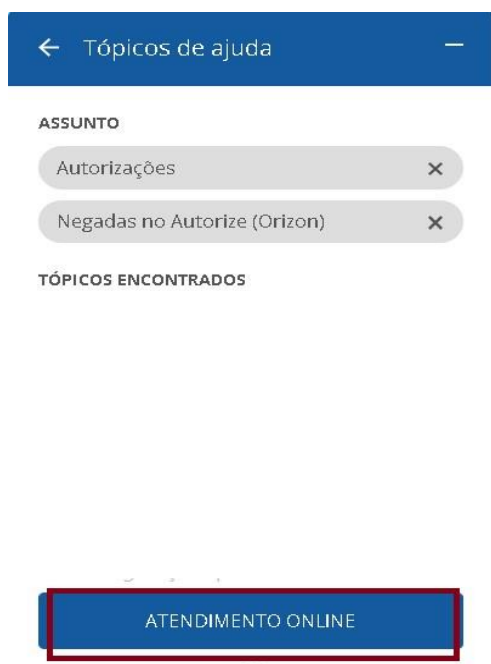 Tópicos de ajuda
ASSUNTO
Autorizações
Negadas no Autorize (Orizon)
TÓPICOS ENCONTRADOS
ATENDIMENTO ONLINE